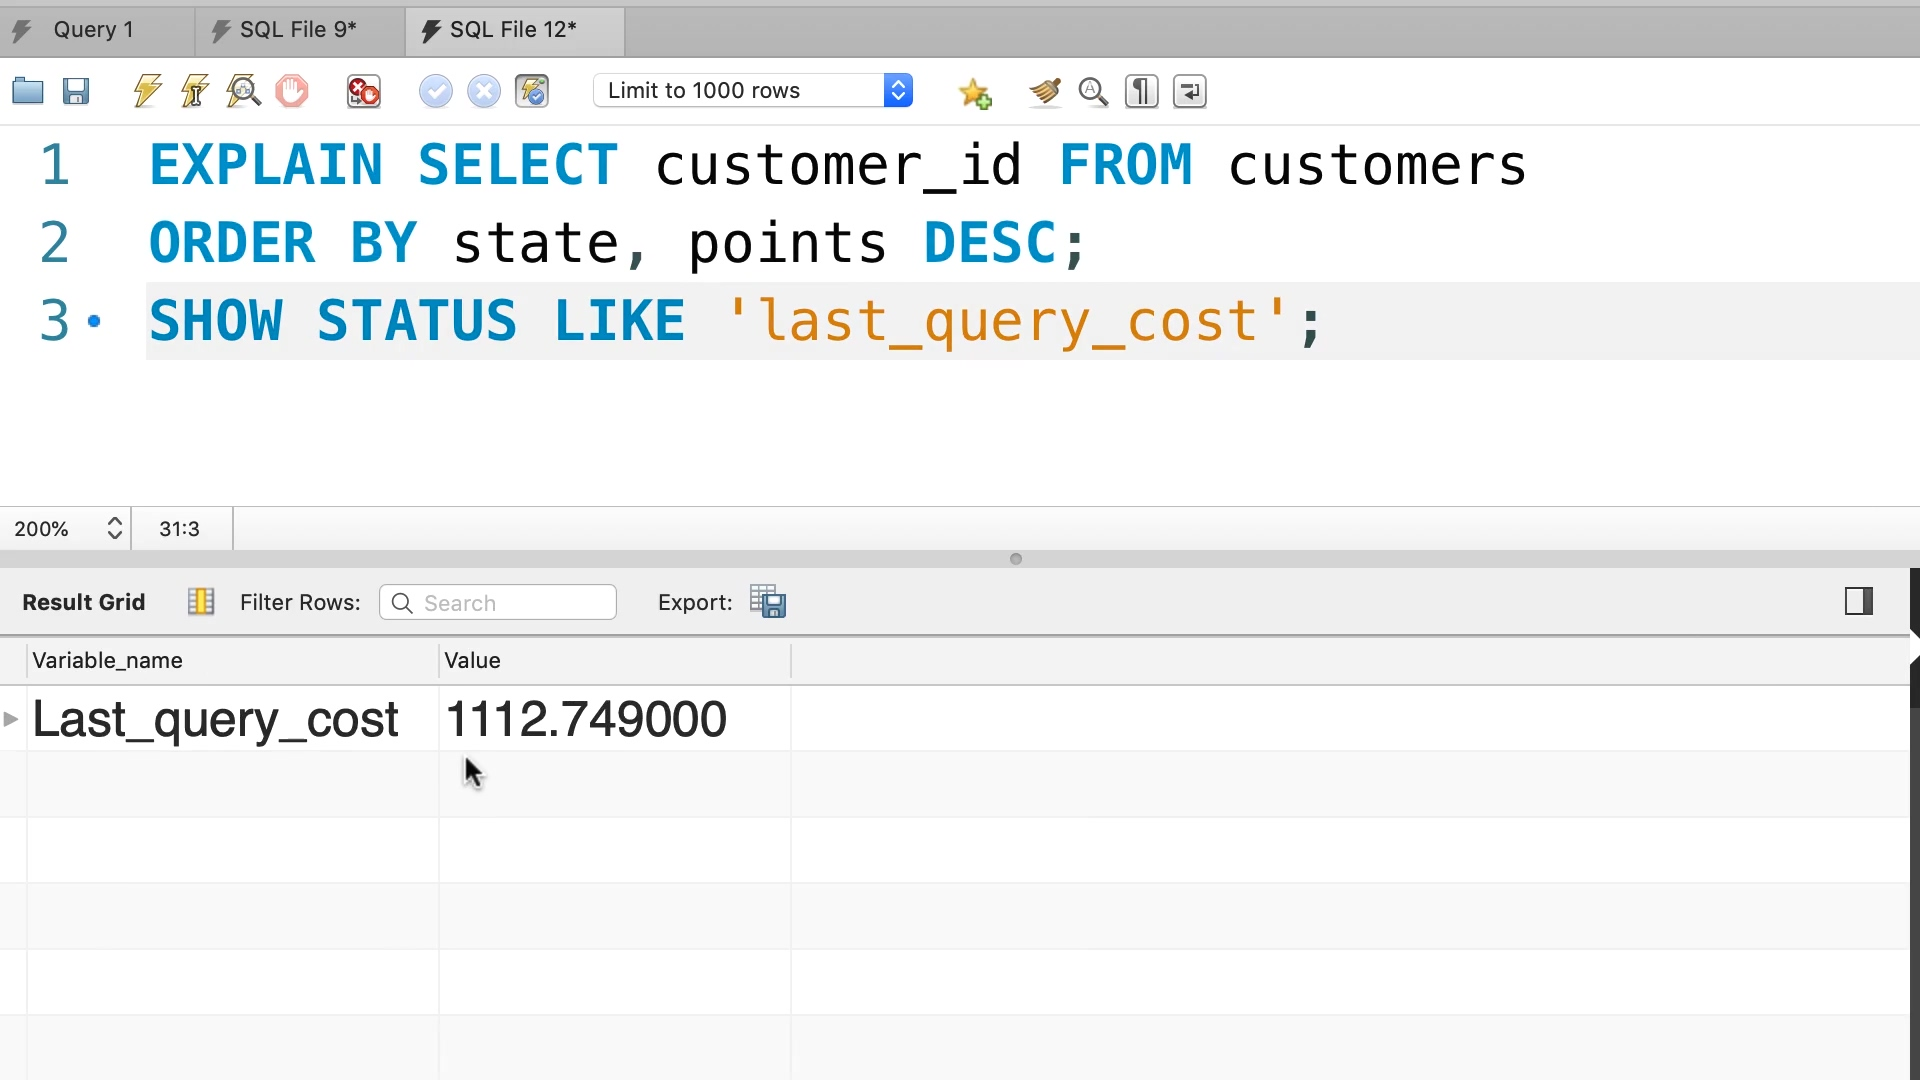 Query 1
SQL File 9*
SQL File 12*
Limit to 1000 rows
1 EXPLAIN SELECT customer_id FROM customers
2 ORDER BY state, points DESC;
3 SHOW STATUS LIKE 'last_query_cost';
200%
31:3
Result Grid
Filter Rows:
Search
Export:
Variable_name
Value
Last_query_cost
1112.749000